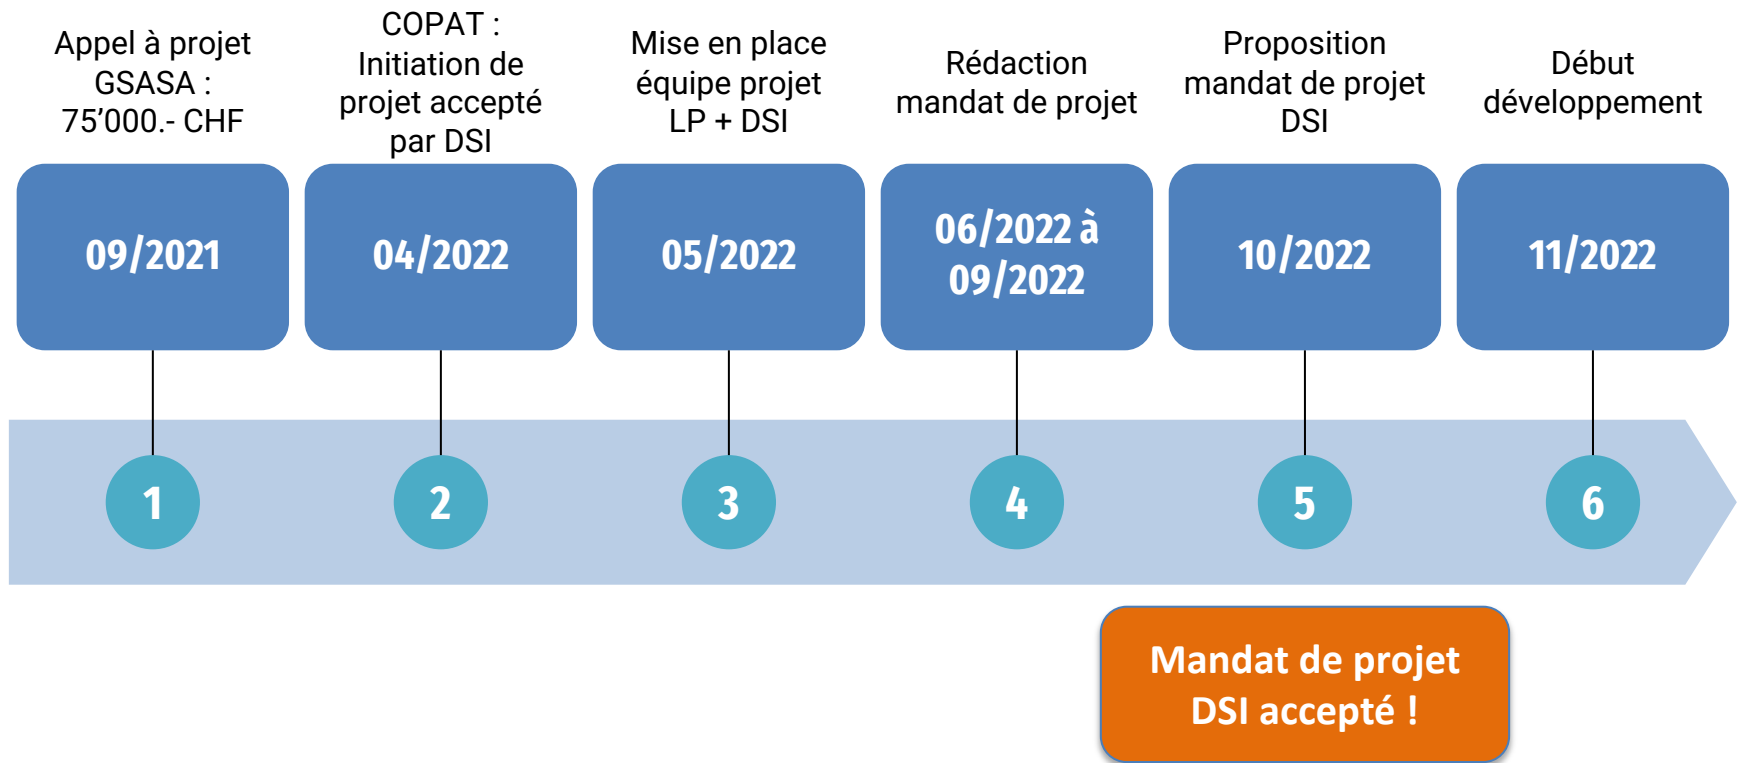 Appel à projet
GSASA :
75’000.- CHF
COPAT :
Initiation de
projet accepté
par DSI
Mise en place
équipe projet
LP + DSI
Rédaction
mandat de projet
Proposition
mandat de projet
DSI
Début
développement
09/2021
04/2022
05/2022
06/2022 à
09/2022
10/2022
11/2022
1
2
3
4
5
6
Mandat de projet
DSI accepté !